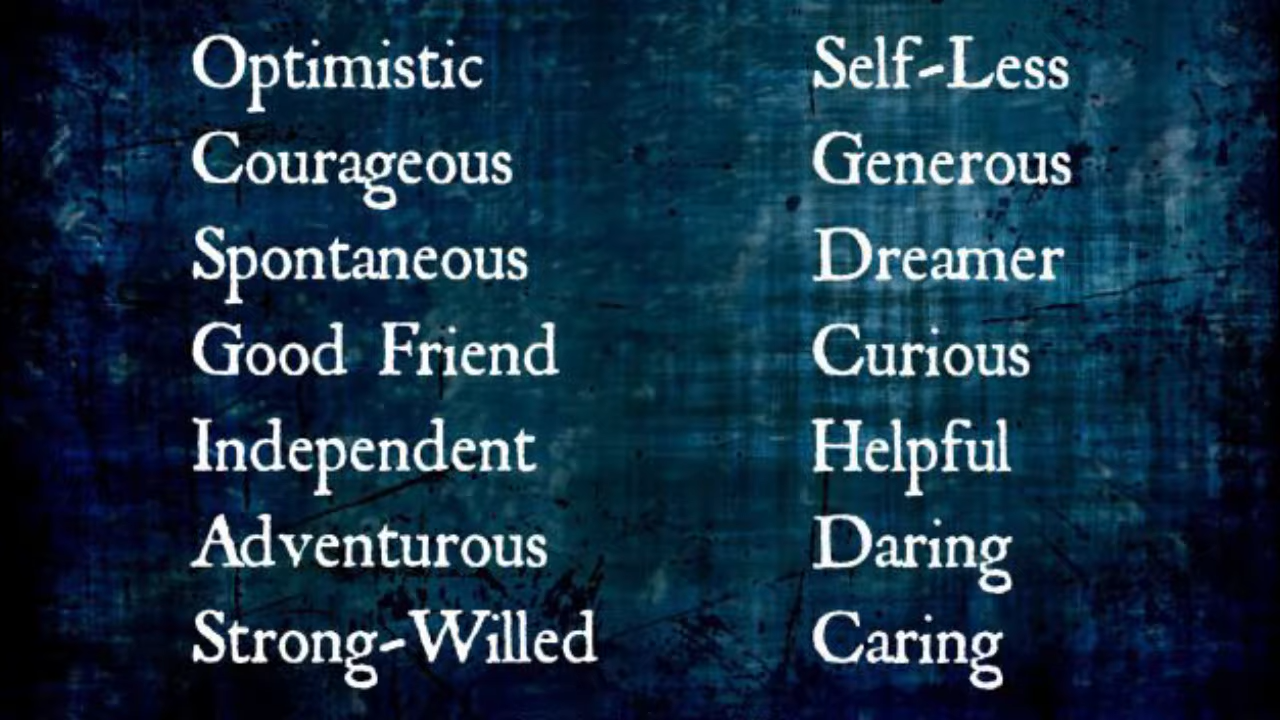 Optimistic
Courageous
Spontaneous
Good Friend
Independent
Adventurous
Strong-Willed
Self-Less
Generous
Dreamer
Curious
Helpful
Daring
Caring